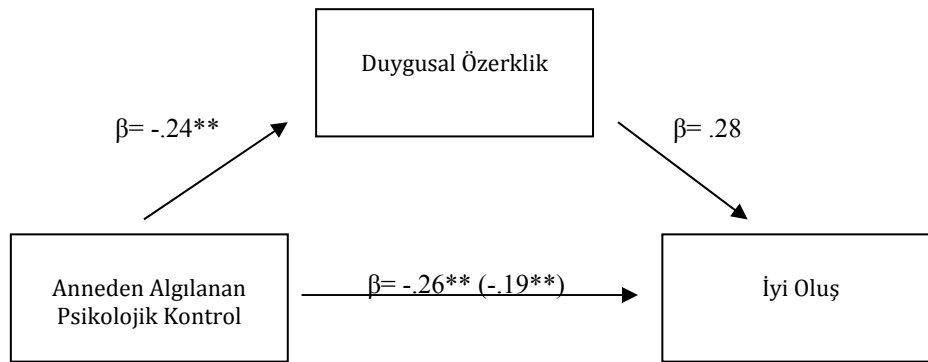 Duygusal Özerklik
β= -.24**
β= .28
Anneden Algılanan
Psikolojik Kontrol
β= -.26** (-.19**)
İyi Oluş